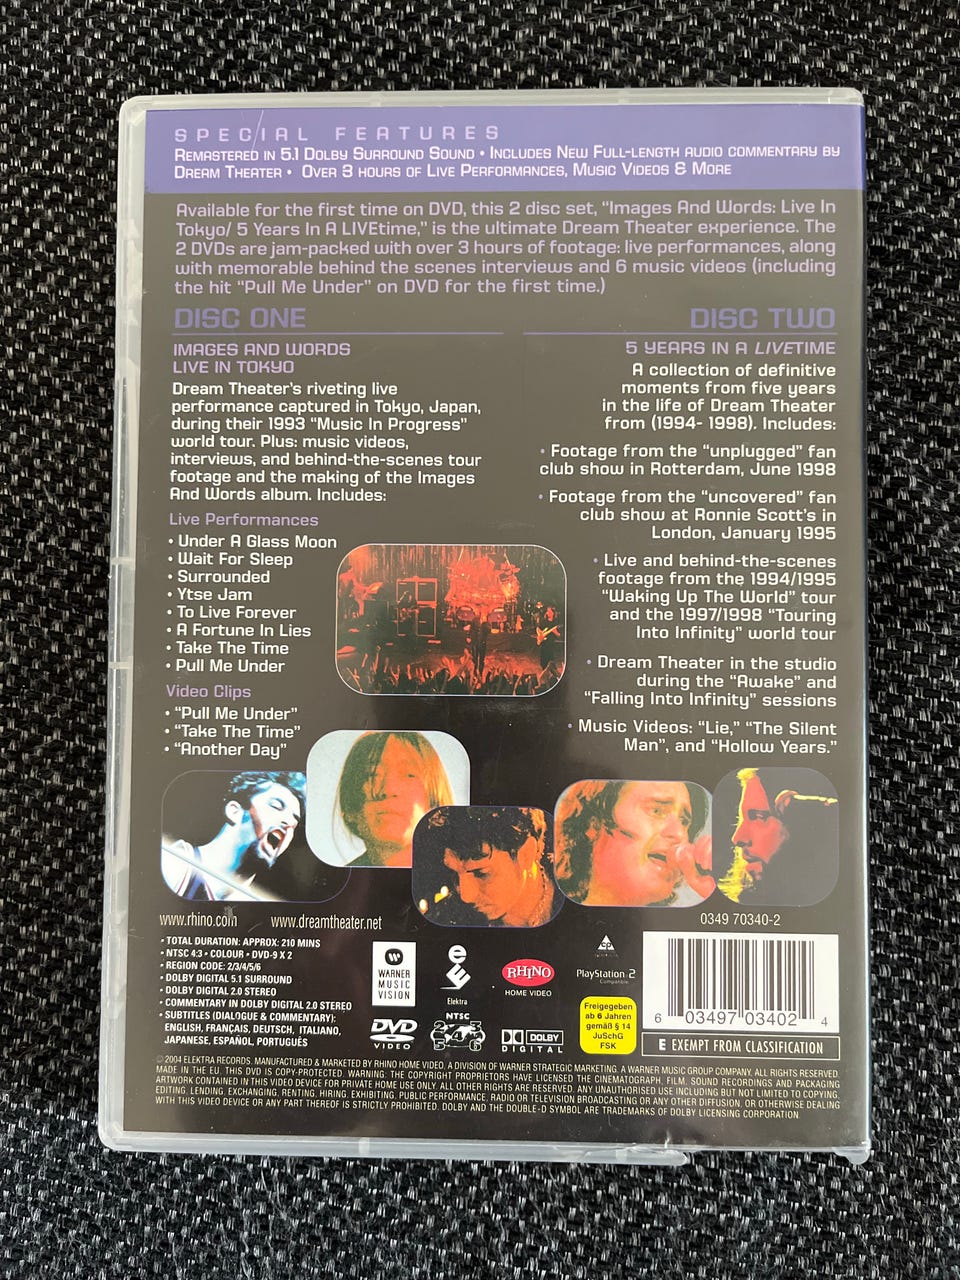 SPECIAL FEATURES
REMASTERED IN 5.1 DOLBY SURROUND SOUND • INCLUDES NEW FULL-LENGTH AUDIO COMMENTARY BY
DREAM THEATER • OVER 3 HOURS OF LIVE PERFORMANCES, MUSIC VIDEOS & MORE
Available for the first time on DVD, this 2 disc set, “Images And Words: Live In
Tokyo/ 5 Years In A LIVEtime,” is the ultimate Dream Theater experience. The
2 DVDs are jam-packed with over 3 hours of footage: live performances, along
with memorable behind the scenes interviews and 6 music videos (including
the hit “Pull Me Under” on DVD for the first time.)
DISC ONE
IMAGES AND WORDS
LIVE IN TOKYO
Dream Theater's riveting live
performance captured in Tokyo, Japan,
during their 1993 “Music In Progress”
world tour. Plus: music videos,
interviews, and behind-the-scenes tour
footage and the making of the Images
And Words album. Includes:
Live Performances
• Under A Glass Moon
• Wait For Sleep
• Surrounded
• Ytse Jam
• To Live Forever
• A Fortune In Lies
• Take The Time
• Pull Me Under
Video Clips
• “Pull Me Under”
• “Take The Time”
• “Another Day”
DISC TWO
5 YEARS IN A LIVETIME
A collection of definitive
moments from five years
in the life of Dream Theater
from (1994- 1998). Includes:
• Footage from the “unplugged” fan
club show in Rotterdam, June 1998
• Footage from the “uncovered” fan
club show at Ronnie Scott's in
London, January 1995
• Live and behind-the-scenes
footage from the 1994/1995
“Waking Up The World” tour
and the 1997/1998 “Touring
Into Infinity” world tour
• Dream Theater in the studio
during the “Awake” and
“Falling Into Infinity” sessions
• Music Videos: “Lie,” “The Silent
Man”, and “Hollow Years.”
www.rhino.com
www.dreamtheater.net
0349 70340-2
• TOTAL DURATION: APPROX: 210 MINS
• NTSC 4:3 • COLOUR • DVD-9 X 2
• REGION CODE: 2/3/4/5/6
• DOLBY DIGITAL 5.1 SURROUND
• DOLBY DIGITAL 2.0 STEREO
• COMMENTARY IN DOLBY DIGITAL 2.0 STEREO
• SUBTITLES (DIALOGUE & COMMENTARY):
ENGLISH, FRANÇAIS, DEUTSCH, ITALIANO,
JAPANESE, ESPAÑOL, PORTUGUÊS
WARNER
MUSIC
VISION
DVD
VIDEO
Elektra
NTSC
2 3
5 4 6
RHINO
HOME VIDEO
DOLBY
DIGITAL
PlayStation 2
Compatible
Freigegeben
ab 6 Jahren
gemäß § 14
JuSchG
FSK
6 03497 03402 4
E EXEMPT FROM CLASSIFICATION
© 2004 ELEKTRA RECORDS. MANUFACTURED & MARKETED BY RHINO HOME VIDEO, A DIVISION OF WARNER STRATEGIC MARKETING. A WARNER MUSIC GROUP COMPANY. ALL RIGHTS RESERVED.
MADE IN THE EU. THIS DVD IS COPY-PROTECTED. WARNING. THE COPYRIGHT PROPRIETORS HAVE LICENSED THE CINEMATOGRAPH, FILM, SOUND RECORDINGS AND PACKAGING
ARTWORK CONTAINED IN THIS VIDEO DEVICE FOR PRIVATE HOME USE ONLY. ALL OTHER RIGHTS ARE RESERVED. ANY UNAUTHORISED USE INCLUDING BUT NOT LIMITED TO COPYING,
EDITING, LENDING, EXCHANGING, RENTING, HIRING, EXHIBITING, PUBLIC PERFORMANCE, RADIO OR TELEVISION BROADCASTING OR ANY OTHER DIFFUSION, OR OTHERWISE DEALING
WITH THIS VIDEO DEVICE OR ANY PART THEREOF IS STRICTLY PROHIBITED. DOLBY AND THE DOUBLE-D SYMBOL ARE TRADEMARKS OF DOLBY LICENSING CORPORATION.